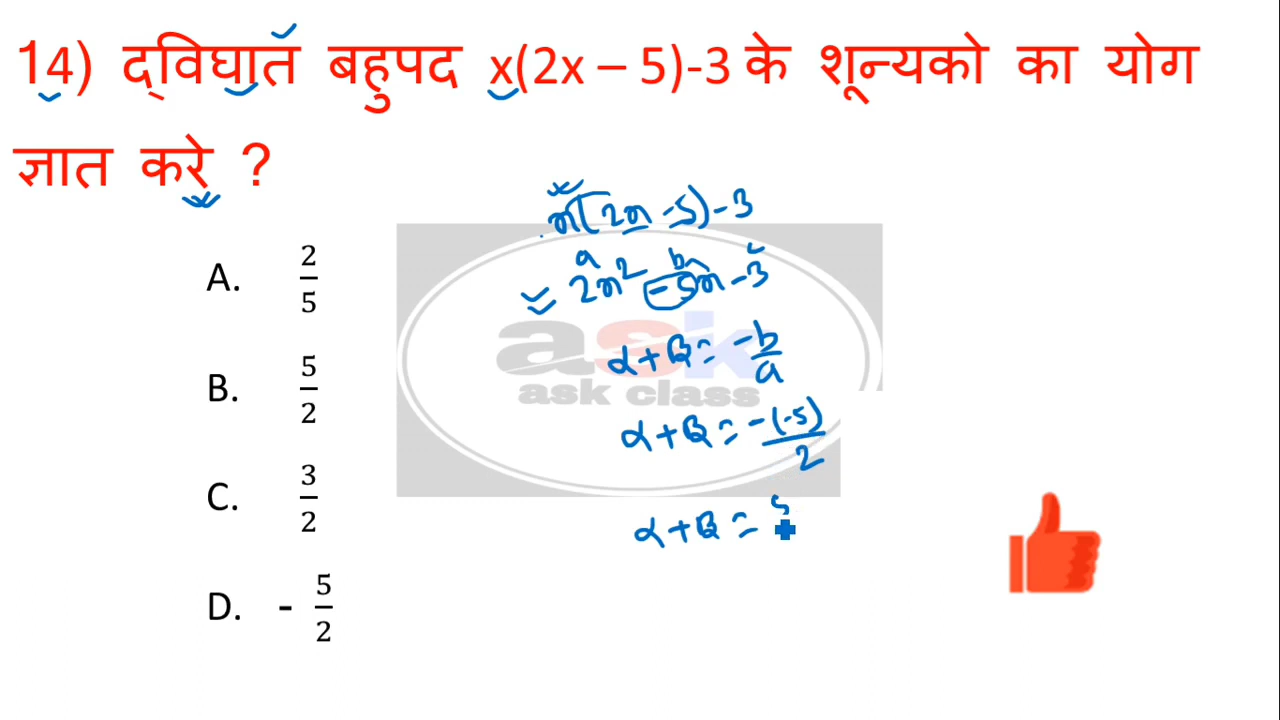 14) द्विघात बहुपद x(2x – 5)-3 के शून्यको का योग
ज्ञात करे ?
x(2x -5)-3
a b c
2x² -5x -3
α+β = -b/a
α+β = -(-5)/2
α+β = 5
A. 2/5
B. 5/2
C. 3/2
D. - 5/2
ask
ask class